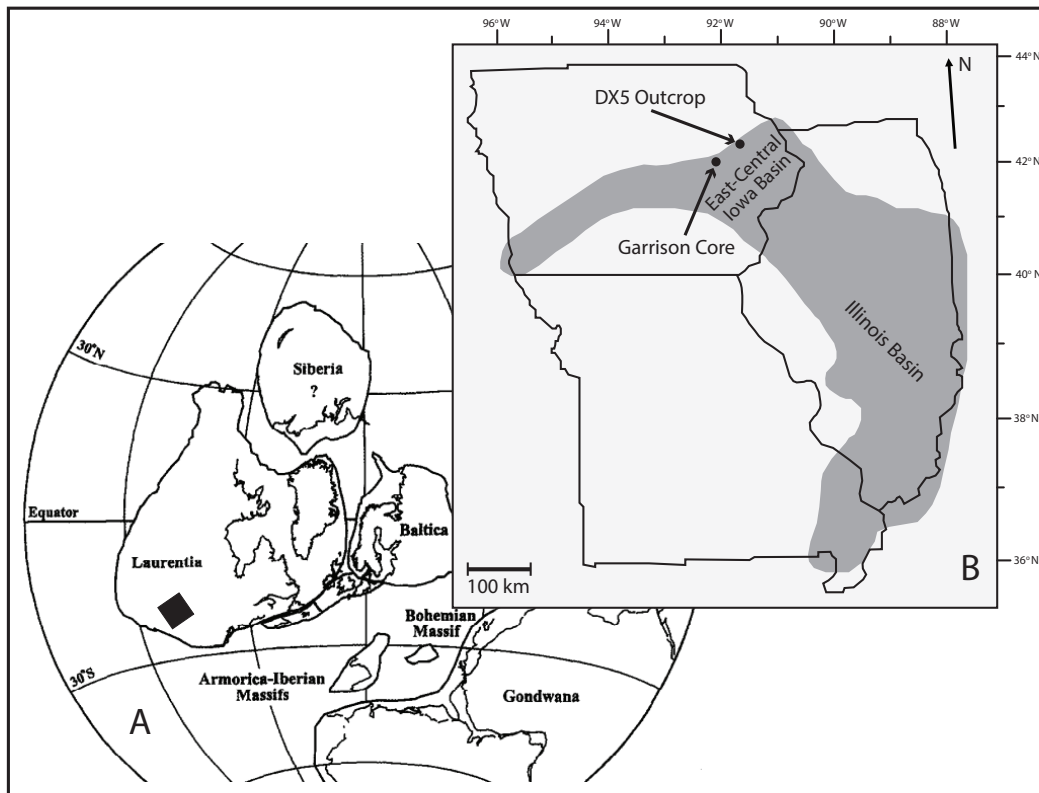 96°W
94°W
92°W
90°W
88°W
44°N
N
DX5 Outcrop
42°N
East-Central
Iowa Basin
Garrison Core
40°N
Illinois Basin
38°N
36°N
100 km
B
30°N
Siberia
?
Equator
Baltica
Laurentia
Bohemian
Massif
30°S
Armorica-Iberian
Massifs
Gondwana
A